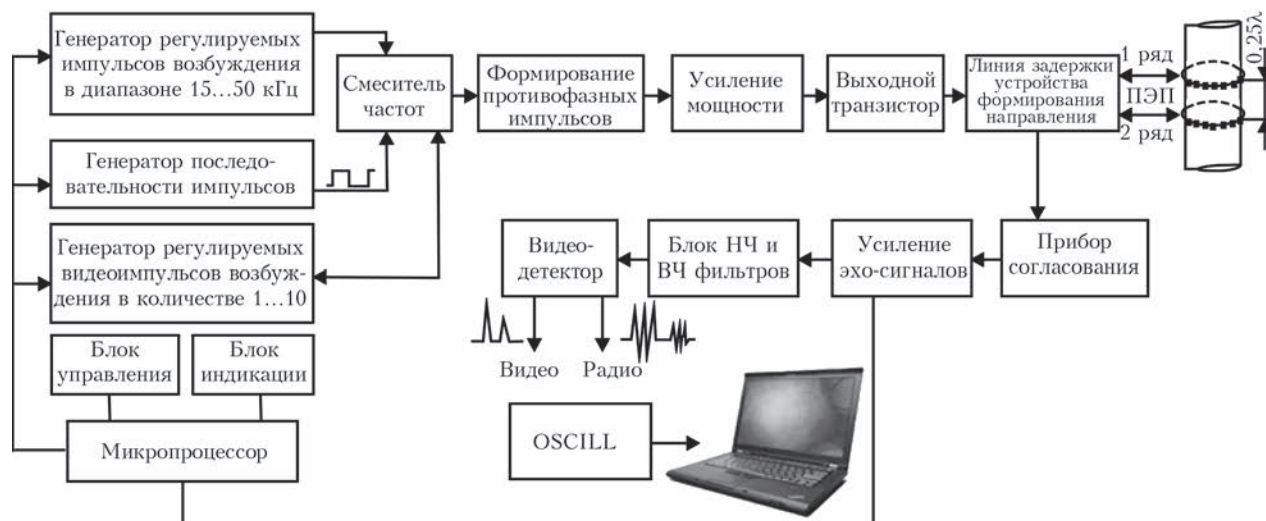 Генератор регулируемых
импульсов возбуждения
в диапазоне 15...50 кГц
Смеситель
частот
Формирование
противофазных
импульсов
Усиление
мощности
Выходной
транзистор
Линия задержки
устройства
формирования
направления
1 ряд
ПЭП
2 ряд
0,25λ
Генератор последо-
вательности импульсов
Генератор регулируемых
видеоимпульсов возбуж-
дения в количестве 1...10
Видео-
детектор
Блок НЧ и
ВЧ фильтров
Усиление
эхо-сигналов
Прибор
согласования
Видео
Радио
Блок
управления
Блок
индикации
Микропроцессор
OSCILL